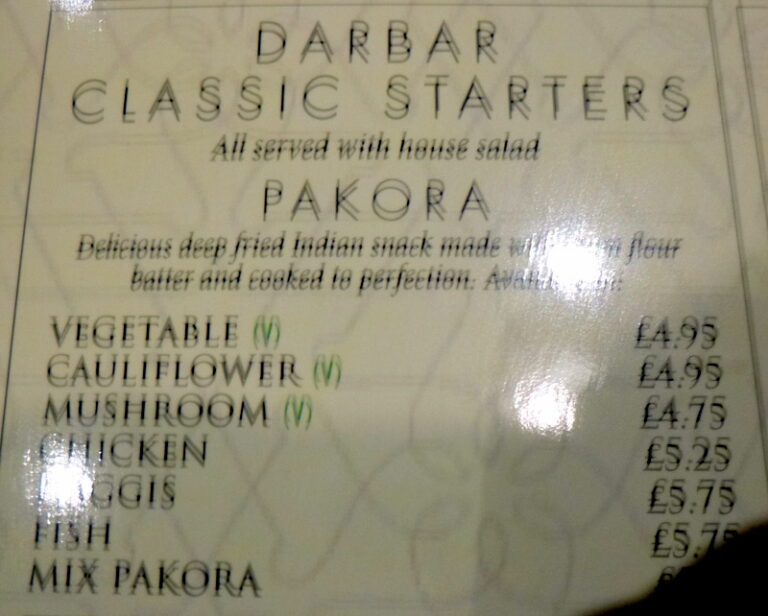 DARBAR
CLASSIC STARTERS
All served with house salad
PAKORA
Delicious deep fried Indian snack made flour
batter and cooked to perfection. Available in:
VEGETABLE (V) £4.95
CAULIFLOWER (V) £4.95
MUSHROOM (V) £4.75
CHICKEN £5.25
HAGGIS £5.75
FISH £5.75
MIX PAKORA